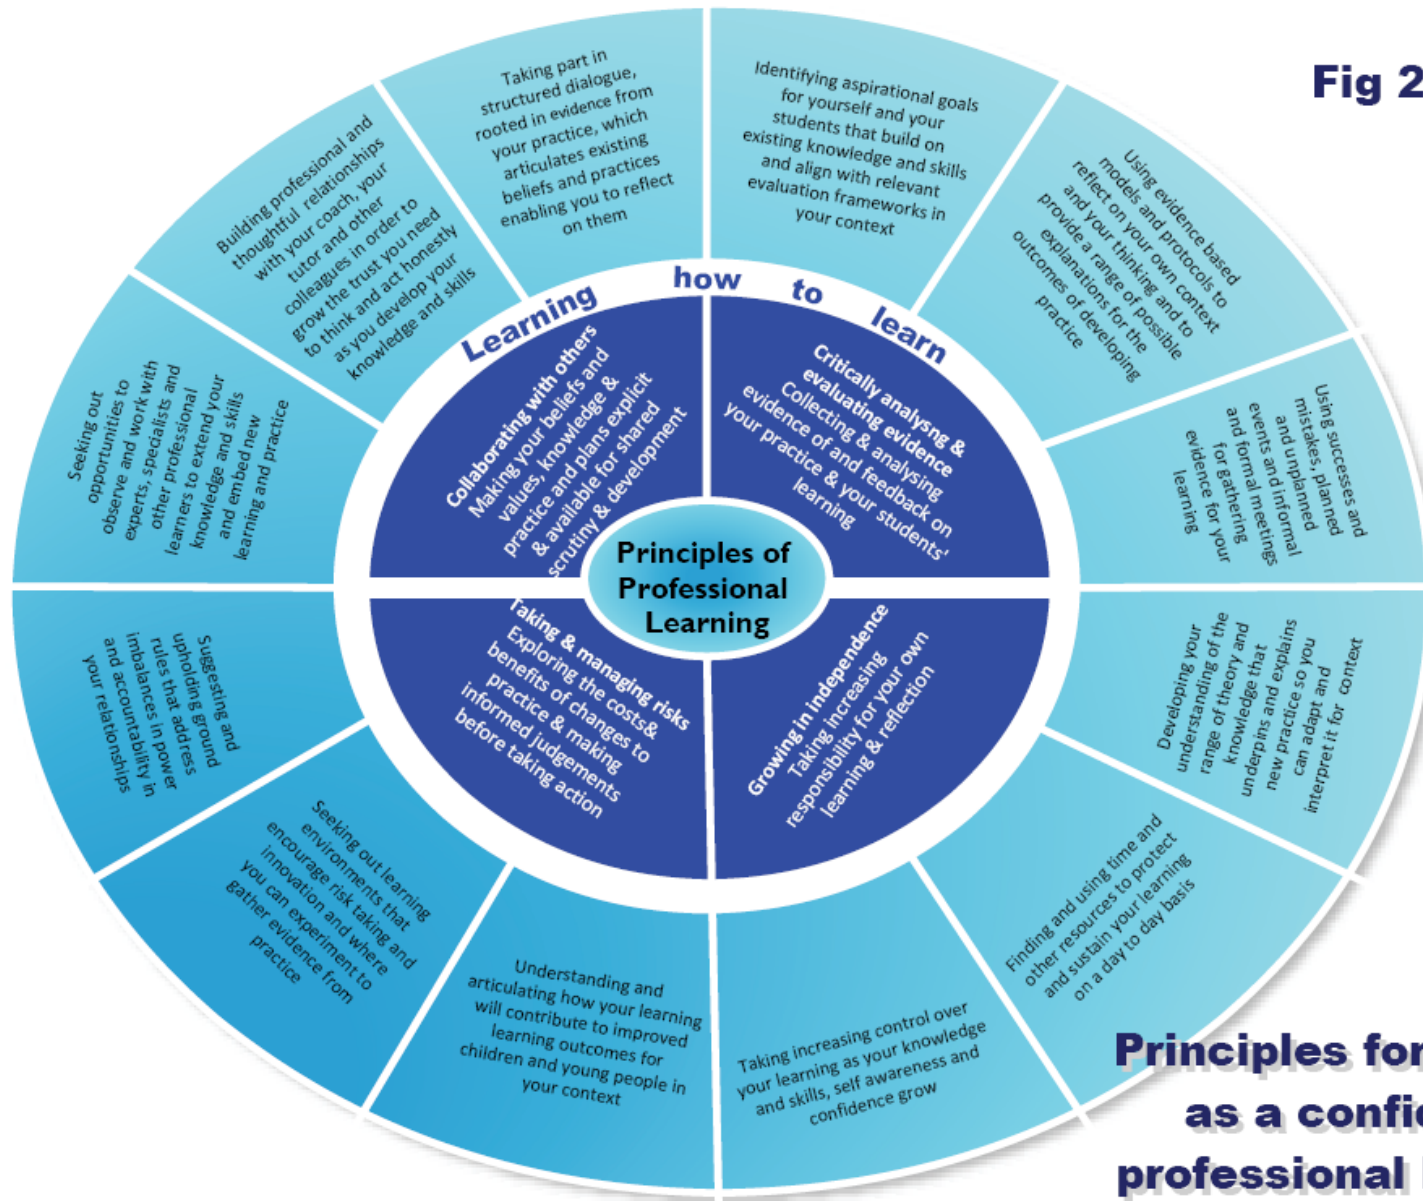 Fig 2
Taking part in
structured dialogue,
rooted in evidence from
your practice, which
articulates existing
beliefs and practices
enabling you to reflect
on them
Identifying aspirational goals
for yourself and your
students that build on
existing knowledge and skills
and align with relevant
evaluation frameworks in
your context
Using evidence based
models and protocols to
reflect on your own context
and your thinking and to
provide a range of possible
explanations for the
outcomes of developing
practice
Using successes and
mistakes, planned
and unplanned
events and informal
and formal meetings
for gathering
evidence for your
learning
Developing your
understanding of the
range of theory and
knowledge that
underpins and explains
new practice so you
can adapt and
interpret it for context
Finding and using time and
other resources to protect
and sustain your learning
on a day to day basis
Taking increasing control over
your learning as your knowledge
and skills, self awareness and
confidence grow
Understanding and
articulating how your learning
will contribute to improved
learning outcomes for
children and young people in
your context
Seeking out learning
environments that
encourage risk taking and
innovation and where
you can experiment to
gather evidence from
practice
Suggesting and
upholding ground
rules that address
imbalances in power
and accountability in
your relationships
Seeking out
opportunities to
observe and work with
experts, specialists and
other professional
learners to extend your
knowledge and skills
and embed new
learning and practice
Building professional and
thoughtful relationships
with your coach, your
tutor and other
colleagues in order to
grow the trust you need
to think and act honestly
as you develop your
knowledge and skills
Learning how to learn
Collaborating with others
Making your beliefs and
values, knowledge &
practice and plans explicit
& available for shared
scrutiny & development
Critically analysng &
evaluating evidence
Collecting & analysing
evidence of and feedback on
your practice & your students'
learning
Principles of
Professional
Learning
Taking & managing risks
Exploring the costs&
benefits of changes to
practice & making
informed judgements
before taking action
Growing in independence
Taking increasing
responsibility for your own
learning & reflection
Principles for
as a confi
professional